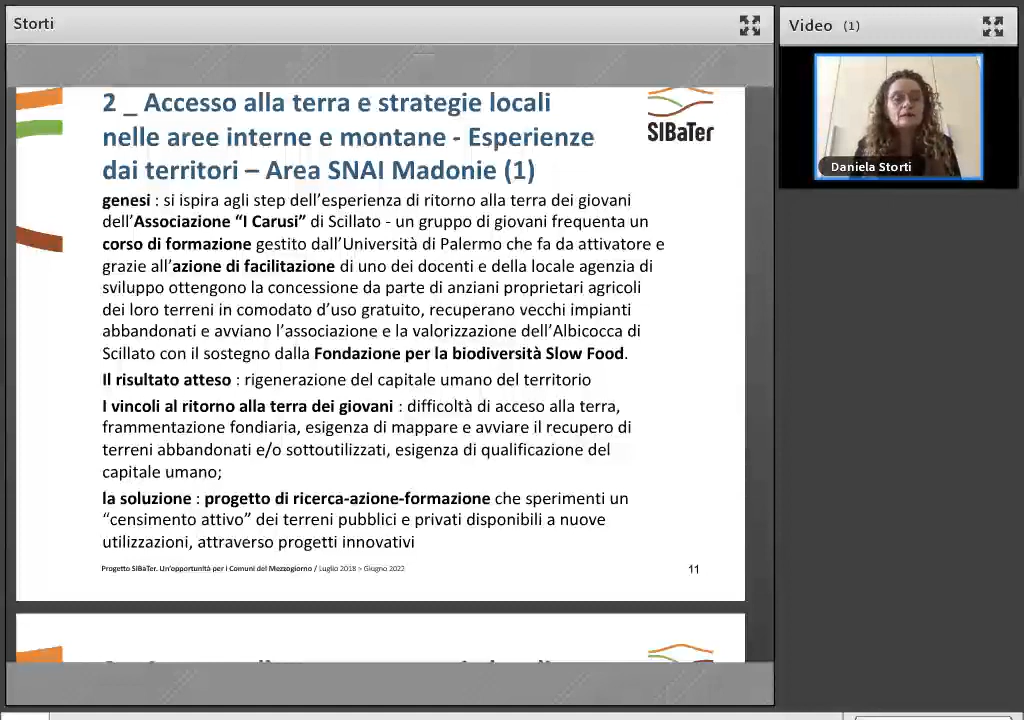 Storti
Video (1)
Daniela Storti
2 _ Accesso alla terra e strategie locali
nelle aree interne e montane - Esperienze
dai territori – Area SNAI Madonie (1)
SIBaTer
genesi : si ispira agli step dell’esperienza di ritorno alla terra dei giovani
dell’Associazione “I Carusi” di Scillato - un gruppo di giovani frequenta un
corso di formazione gestito dall’Università di Palermo che fa da attivatore e
grazie all’azione di facilitazione di uno dei docenti e della locale agenzia di
sviluppo ottengono la concessione da parte di anziani proprietari agricoli
dei loro terreni in comodato d’uso gratuito, recuperano vecchi impianti
abbandonati e avviano l’associazione e la valorizzazione dell’Albicocca di
Scillato con il sostegno dalla Fondazione per la biodiversità Slow Food.
Il risultato atteso : rigenerazione del capitale umano del territorio
I vincoli al ritorno alla terra dei giovani : difficoltà di acceso alla terra,
frammentazione fondiaria, esigenza di mappare e avviare il recupero di
terreni abbandonati e/o sottoutilizzati, esigenza di qualificazione del
capitale umano;
la soluzione : progetto di ricerca-azione-formazione che sperimenti un
“censimento attivo” dei terreni pubblici e privati disponibili a nuove
utilizzazioni, attraverso progetti innovativi
Progetto SIBaTer. Un’opportunità per i Comuni del Mezzogiorno / Luglio 2018 > Giugno 2022
11